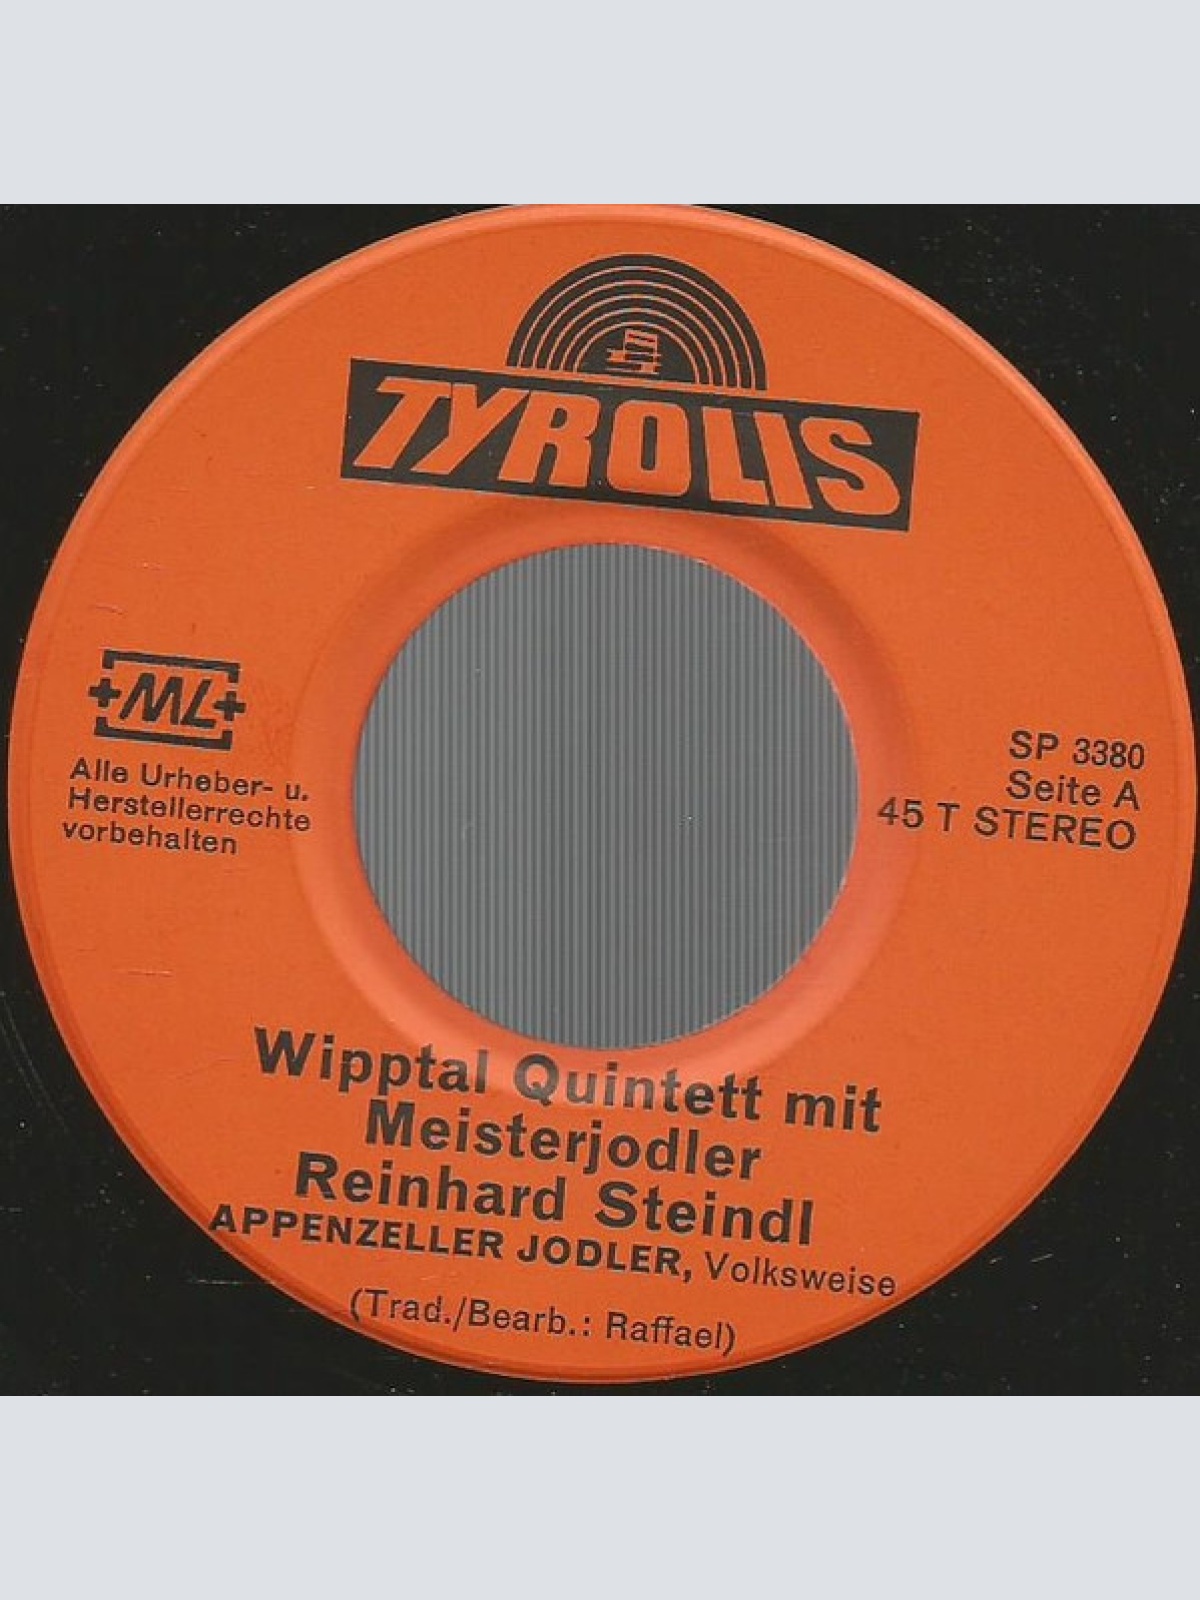 TYROLIS
ML
Alle Urheber- u.
Herstellerrechte
vorbehalten
SP 3380
Seite A
45 T STEREO
Wipptal Quintett mit
Meisterjodler
Reinhard Steindl
APPENZELLER JODLER, Volksweise
(Trad./Bearb.: Raffael)